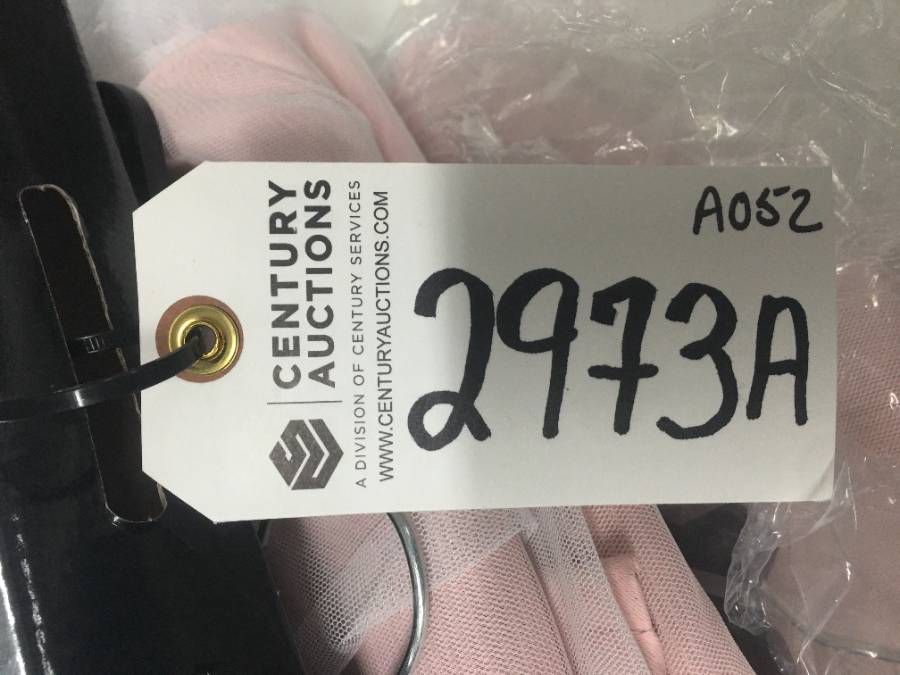 CENTURY
AUCTIONS
A DIVISION OF CENTURY SERVICES
WWW.CENTURYAUCTIONS.COM
A052
2973A